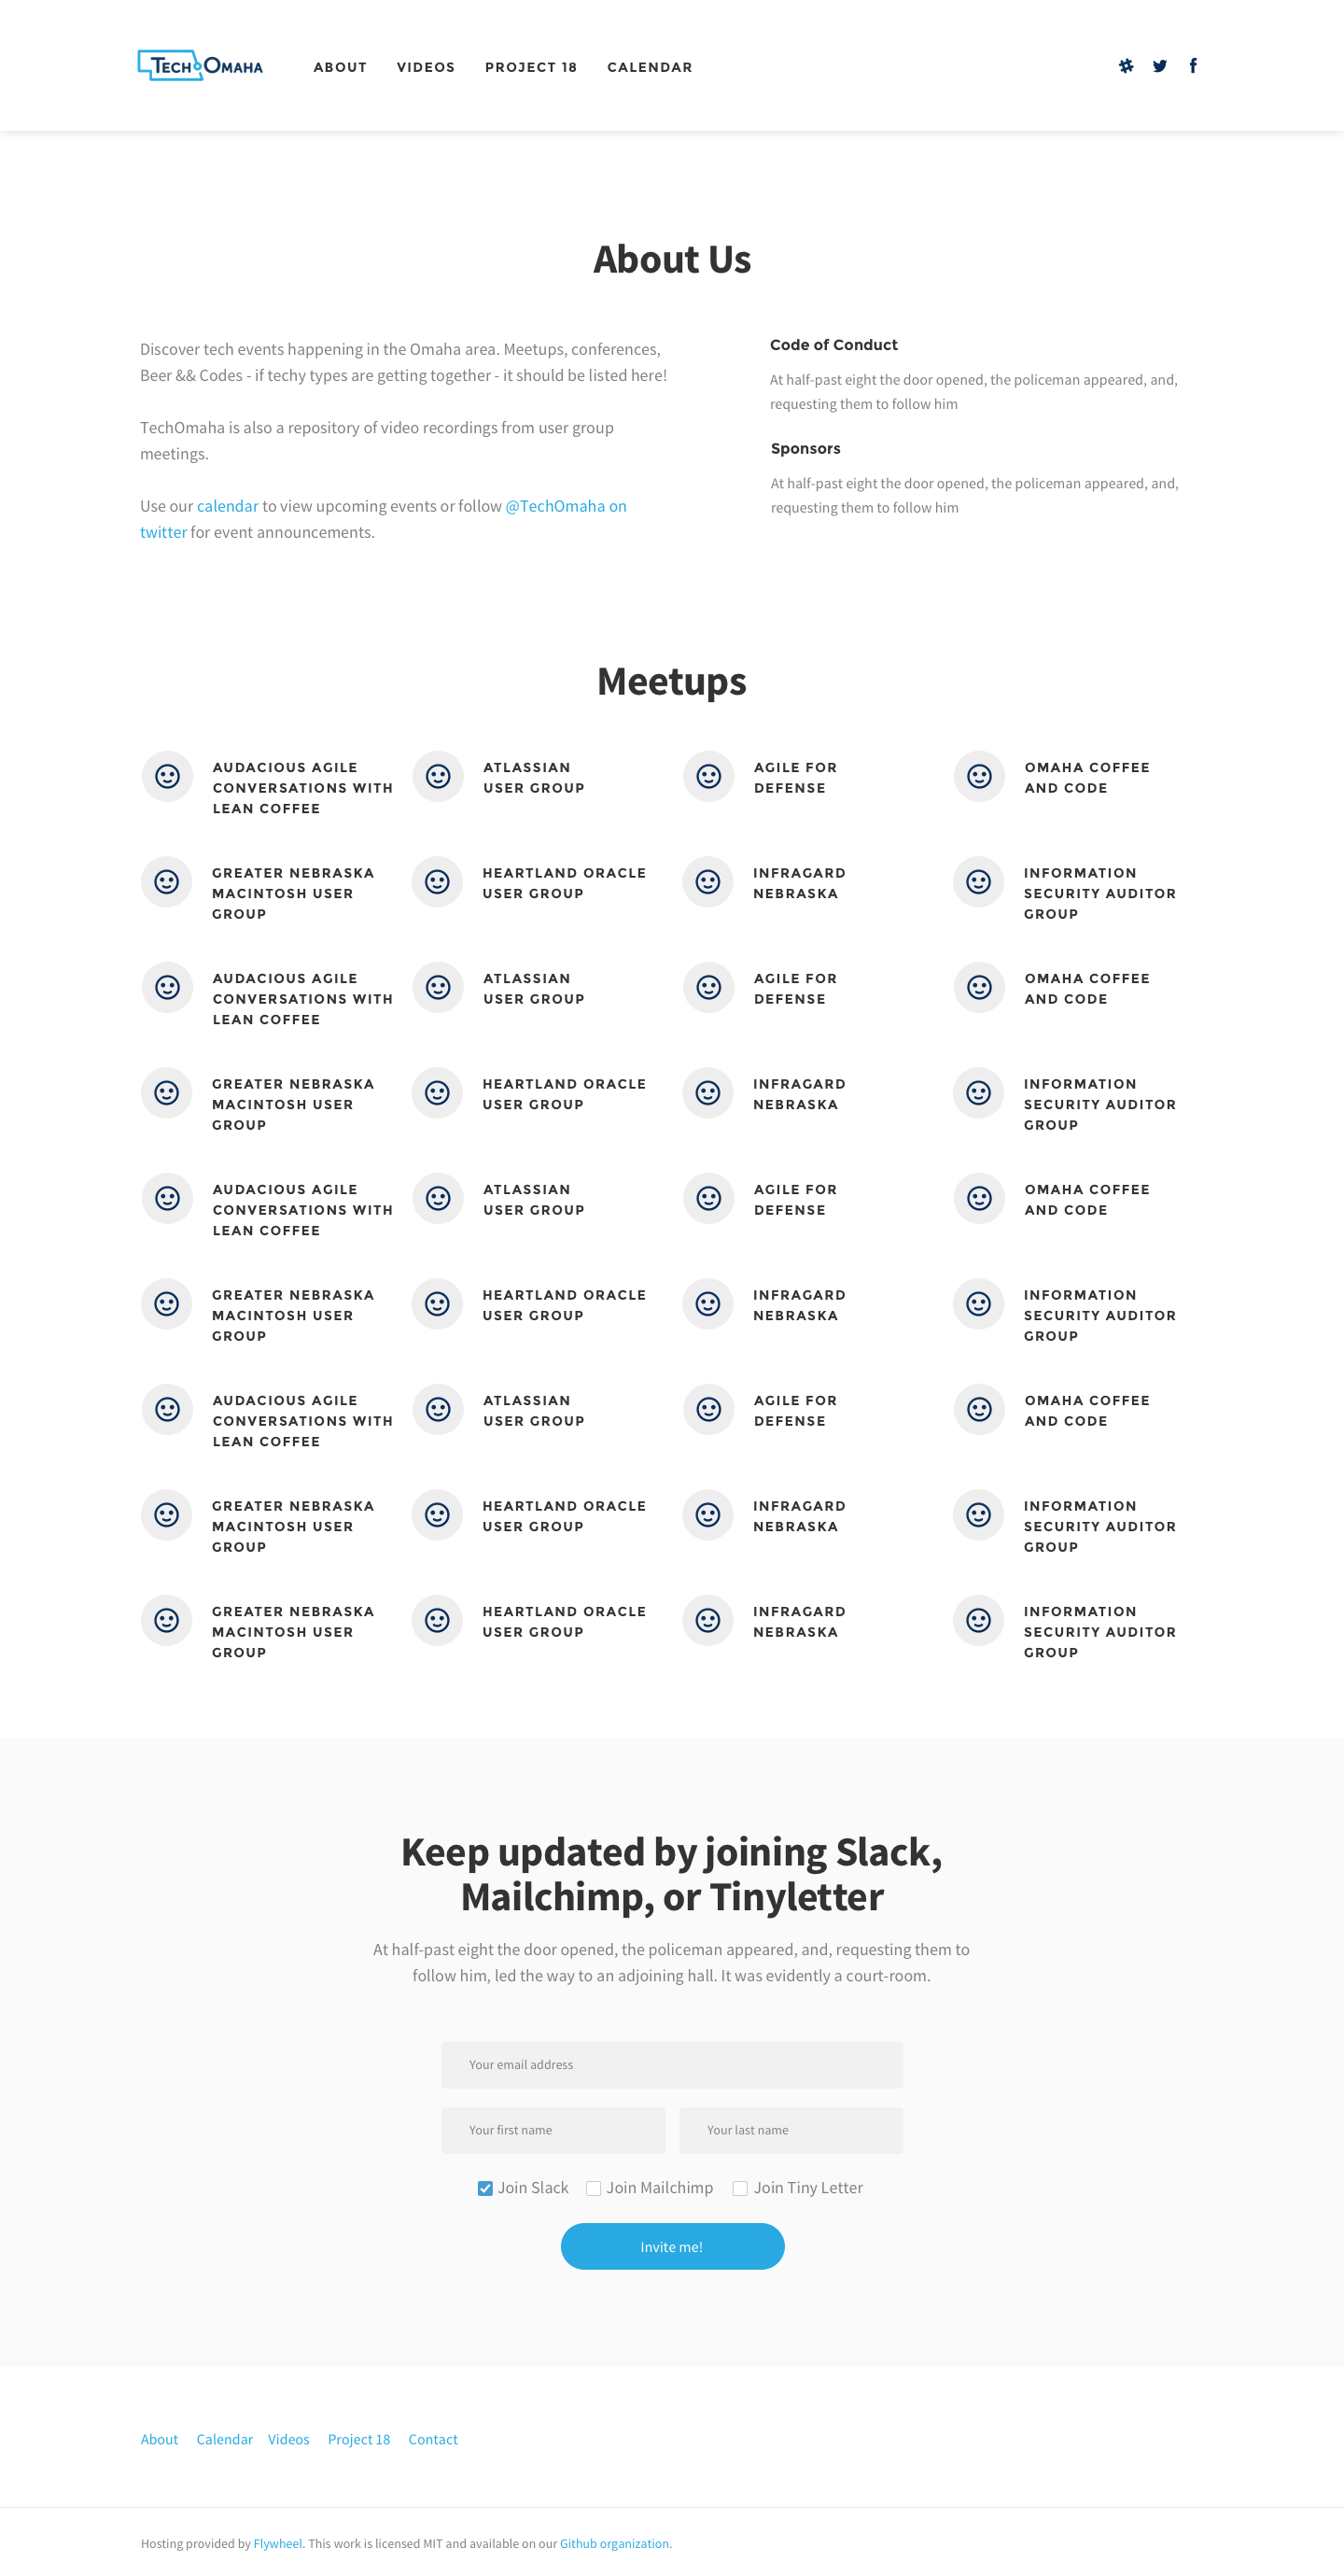 TECH OMAHA
ABOUT
VIDEOS
PROJECT 18
CALENDAR
About Us
Discover tech events happening in the Omaha area. Meetups, conferences,
Beer && Codes - if techy types are getting together - it should be listed here!
TechOmaha is also a repository of video recordings from user group
meetings.
Use our calendar to view upcoming events or follow @TechOmaha on
twitter for event announcements.
Code of Conduct
At half-past eight the door opened, the policeman appeared, and,
requesting them to follow him
Sponsors
At half-past eight the door opened, the policeman appeared, and,
requesting them to follow him
Meetups
AUDACIOUS AGILE
CONVERSATIONS WITH
LEAN COFFEE
ATLASSIAN
USER GROUP
AGILE FOR
DEFENSE
OMAHA COFFEE
AND CODE
GREATER NEBRASKA
MACINTOSH USER
GROUP
HEARTLAND ORACLE
USER GROUP
INFRAGARD
NEBRASKA
INFORMATION
SECURITY AUDITOR
GROUP
AUDACIOUS AGILE
CONVERSATIONS WITH
LEAN COFFEE
ATLASSIAN
USER GROUP
AGILE FOR
DEFENSE
OMAHA COFFEE
AND CODE
GREATER NEBRASKA
MACINTOSH USER
GROUP
HEARTLAND ORACLE
USER GROUP
INFRAGARD
NEBRASKA
INFORMATION
SECURITY AUDITOR
GROUP
AUDACIOUS AGILE
CONVERSATIONS WITH
LEAN COFFEE
ATLASSIAN
USER GROUP
AGILE FOR
DEFENSE
OMAHA COFFEE
AND CODE
GREATER NEBRASKA
MACINTOSH USER
GROUP
HEARTLAND ORACLE
USER GROUP
INFRAGARD
NEBRASKA
INFORMATION
SECURITY AUDITOR
GROUP
AUDACIOUS AGILE
CONVERSATIONS WITH
LEAN COFFEE
ATLASSIAN
USER GROUP
AGILE FOR
DEFENSE
OMAHA COFFEE
AND CODE
GREATER NEBRASKA
MACINTOSH USER
GROUP
HEARTLAND ORACLE
USER GROUP
INFRAGARD
NEBRASKA
INFORMATION
SECURITY AUDITOR
GROUP
GREATER NEBRASKA
MACINTOSH USER
GROUP
HEARTLAND ORACLE
USER GROUP
INFRAGARD
NEBRASKA
INFORMATION
SECURITY AUDITOR
GROUP
Keep updated by joining Slack,
Mailchimp, or Tinyletter
At half-past eight the door opened, the policeman appeared, and, requesting them to
follow him, led the way to an adjoining hall. It was evidently a court-room.
Your email address
Your first name
Your last name
Join Slack
Join Mailchimp
Join Tiny Letter
Invite me!
About
Calendar
Videos
Project 18
Contact
Hosting provided by Flywheel. This work is licensed MIT and available on our Github organization.